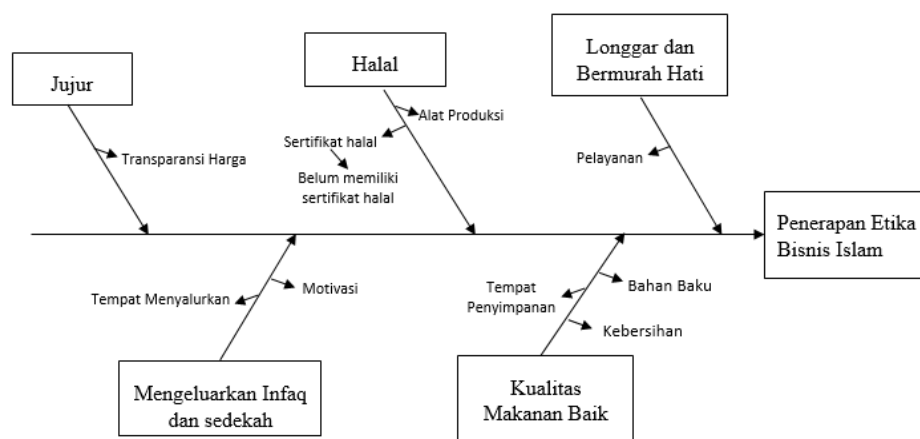 Jujur
Halal
Longgar dan
Bermurah Hati
Transparansi Harga
Alat Produksi
Sertifikat halal
Belum memiliki
sertifikat halal
Pelayanan
Penerapan Etika
Bisnis Islam
Tempat Menyalurkan
Motivasi
Tempat
Penyimpanan
Bahan Baku
Kebersihan
Mengeluarkan Infaq
dan sedekah
Kualitas
Makanan Baik